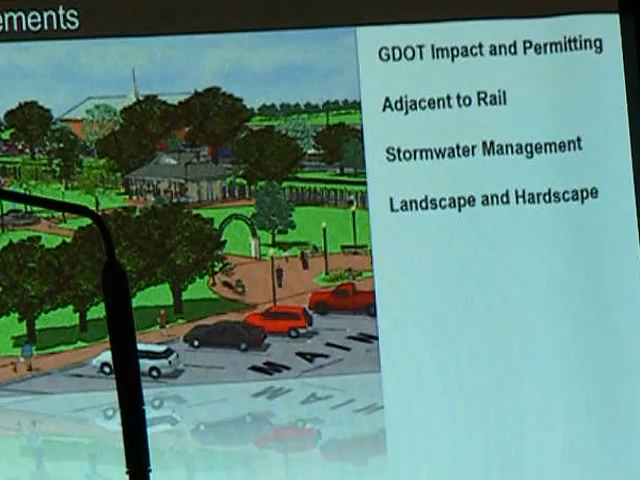 ements
GDOT Impact and Permitting
Adjacent to Rail
Stormwater Management
Landscape and Hardscape
MAIN